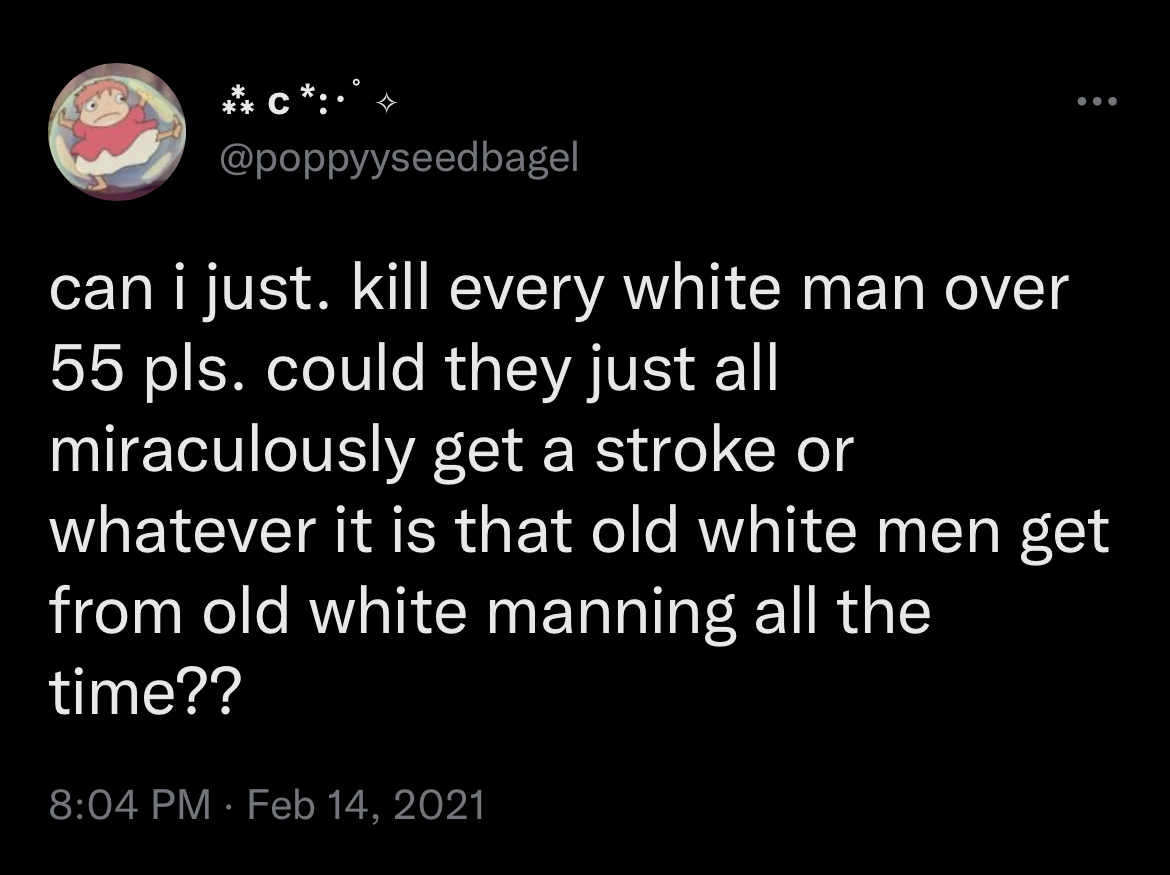 ⁂ c *:･ﾟ✧
@poppyyseedbagel
can i just. kill every white man over
55 pls. could they just all
miraculously get a stroke or
whatever it is that old white men get
from old white manning all the
time??
8:04 PM · Feb 14, 2021